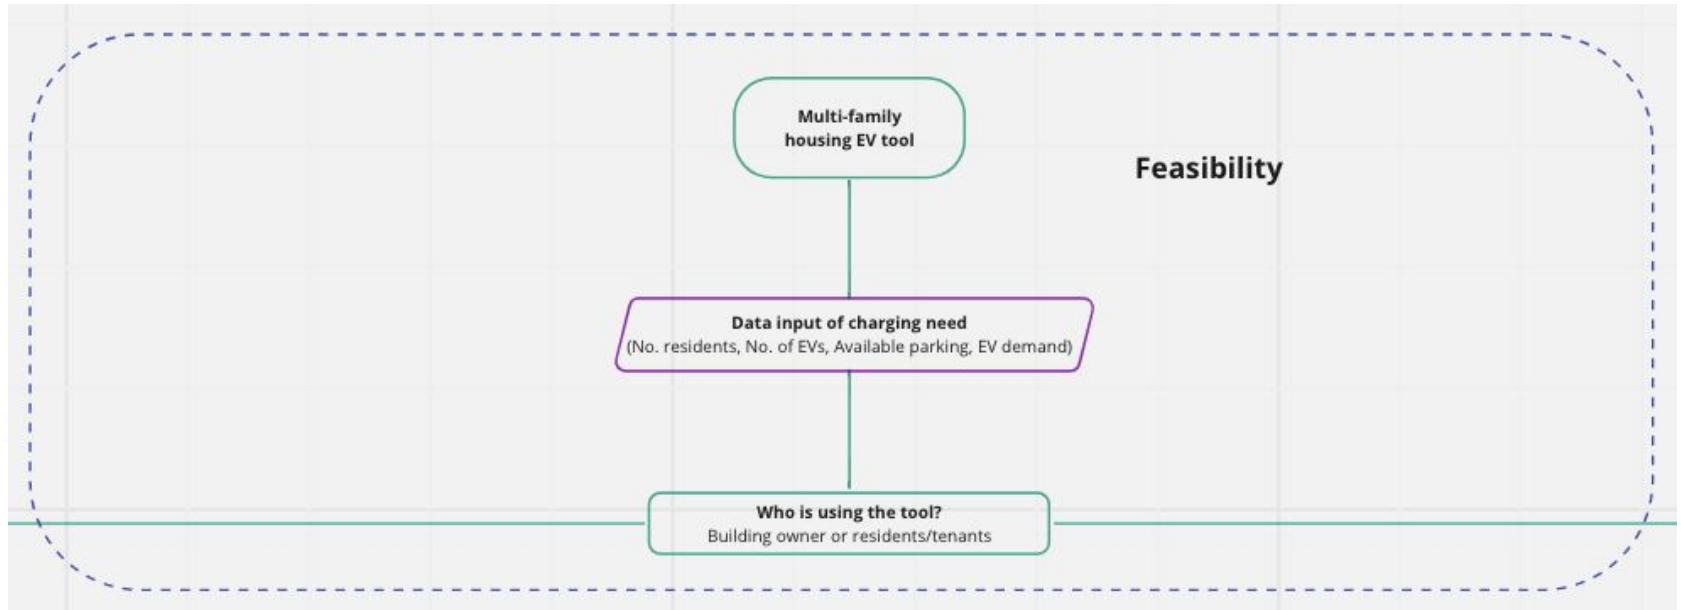 Multi-family
housing EV tool
Feasibility
Data input of charging need
(No. residents, No. of EVs, Available parking, EV demand)
Who is using the tool?
Building owner or residents/tenants